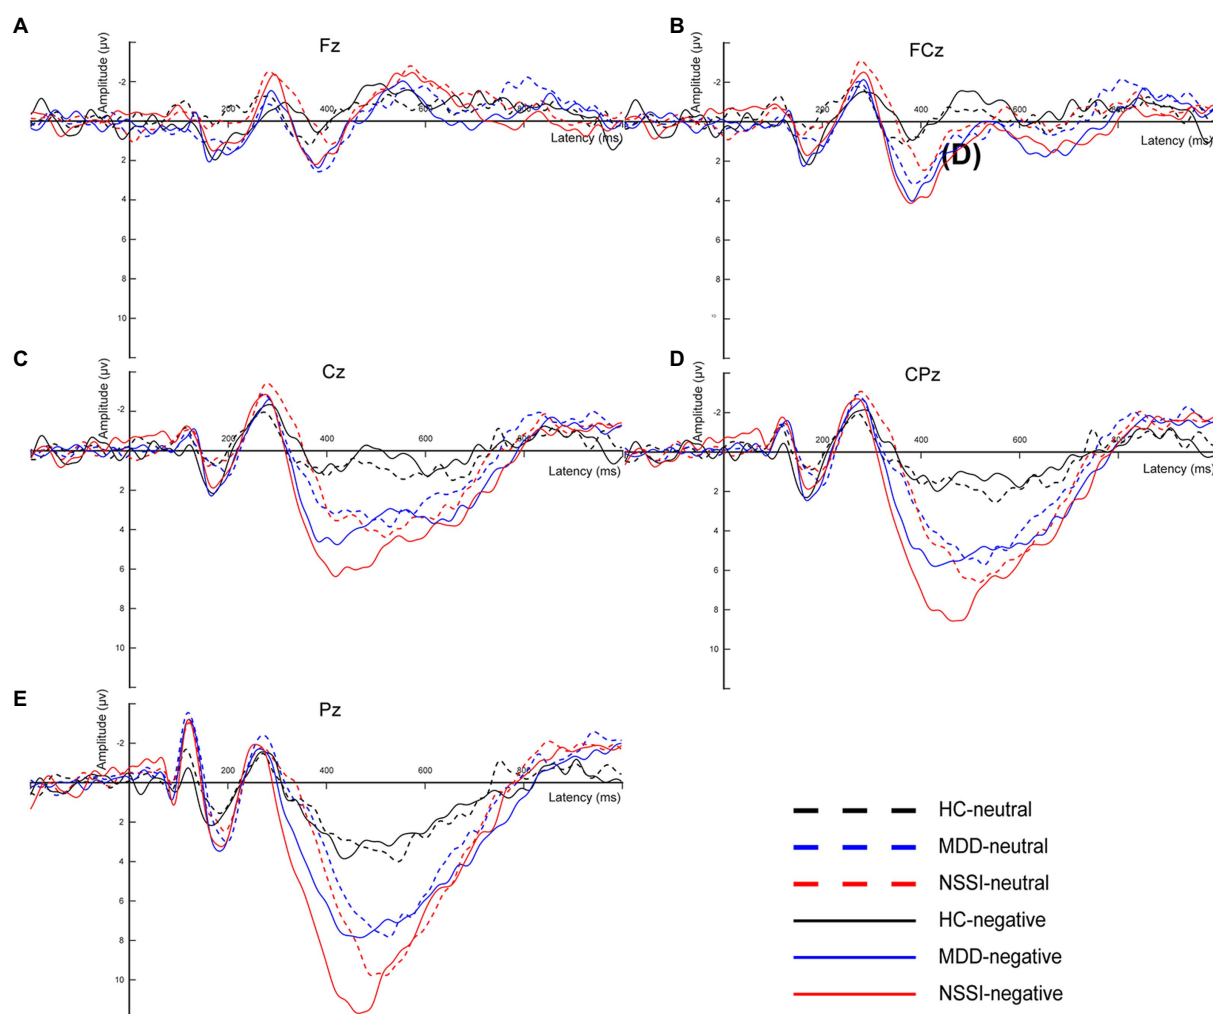 A
Fz
Amplitude (μv)
-2
200
400
600
800
Latency (ms)
2
4
6
8
10
B
FCz
Amplitude (μv)
-2
200
400
600
800
Latency (ms)
(D)
2
4
6
8
10
C
Cz
Amplitude (μv)
-2
200
400
600
800
Latency (ms)
2
4
6
8
10
D
CPz
Amplitude (μv)
-2
200
400
600
800
Latency (ms)
2
4
6
8
10
E
Pz
Amplitude (μv)
-2
200
400
600
800
Latency (ms)
2
4
6
8
10
HC-neutral
MDD-neutral
NSSI-neutral
HC-negative
MDD-negative
NSSI-negative